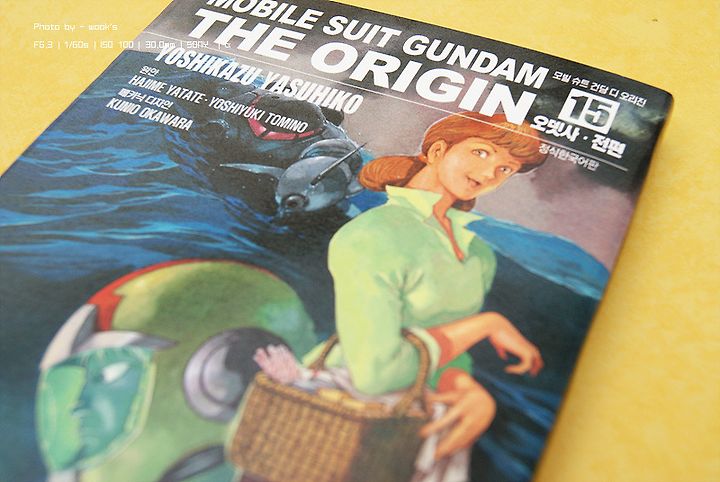 Photo by - wook's
F6.3 | 1/60s | ISO 100 | 30.0mm | SONY
MOBILE SUIT GUNDAM
THE ORIGIN
모빌 슈트 건담 디 오리진
15
오뎃사 · 전편
정식한국어판
YOSHIKAZU YASUHIKO
원안
HAJIME YATATE · YOSHIYUKI TOMINO
메카닉 디자인
KUNIO OKAWARA